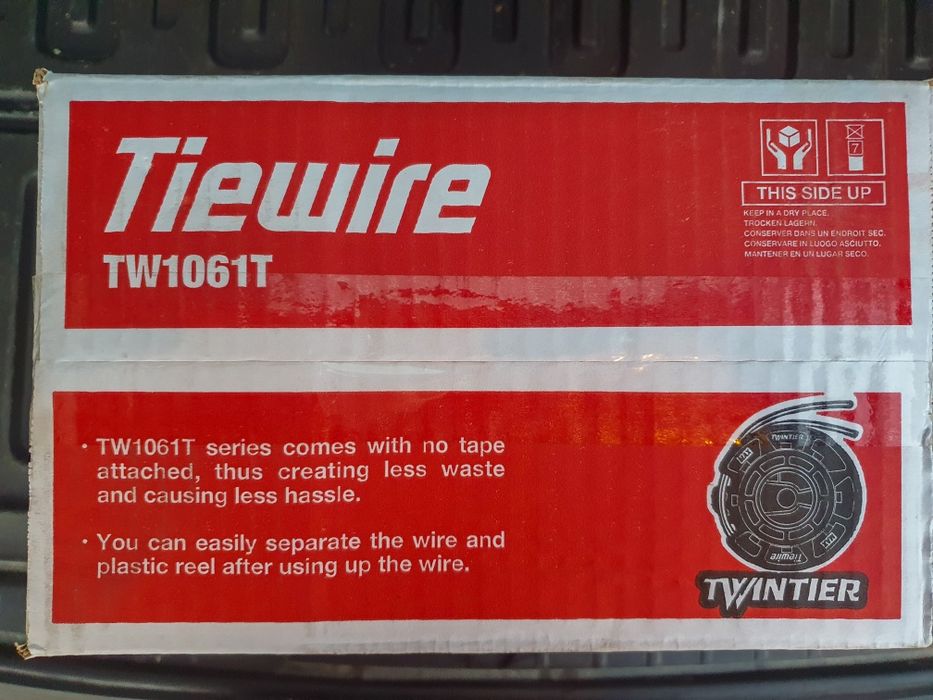 Tiewire
TW1061T
7
THIS SIDE UP
KEEP IN A DRY PLACE.
TROCKEN LAGERN.
CONSERVER DANS UN ENDROIT SEC.
CONSERVARE IN LUOGO ASCIUTTO.
MANTENER EN UN LUGAR SECO.
· TW1061T series comes with no tape
attached, thus creating less waste
and causing less hassle.
· You can easily separate the wire and
plastic reel after using up the wire.
TWINTIER
Tiewire
TWINTIER